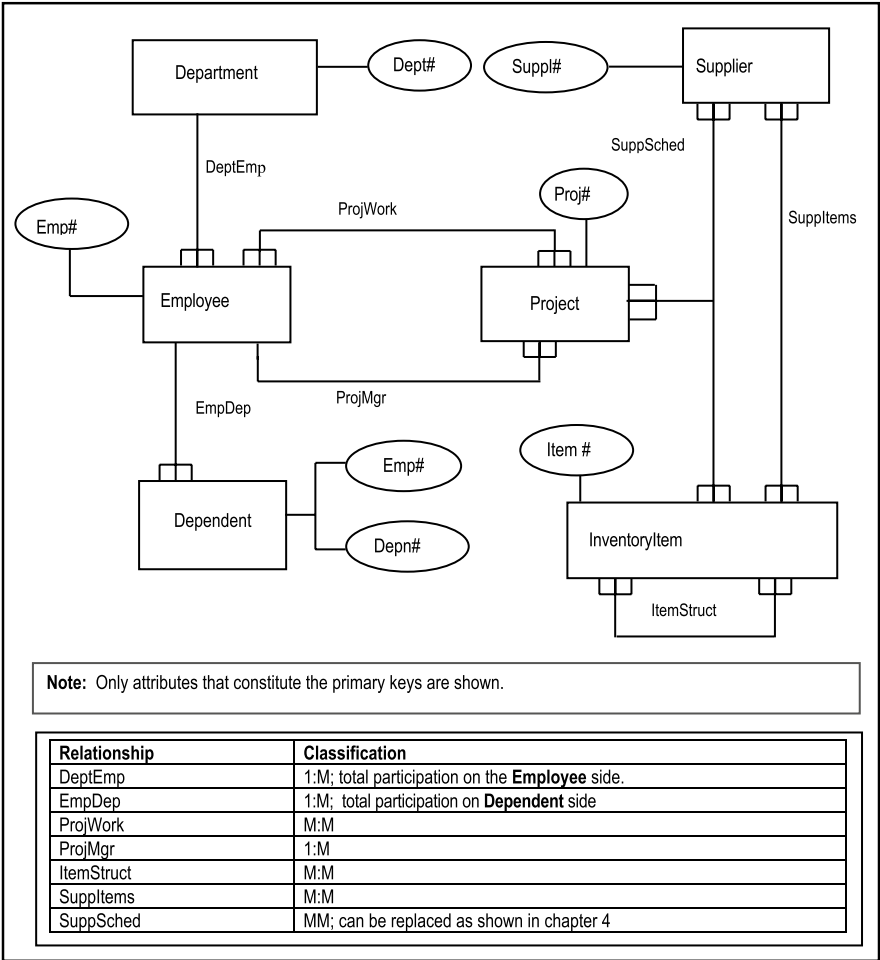 Department
Dept#
Suppl#
Supplier
DeptEmp
SuppSched
Proj#
ProjWork
SuppItems
Emp#
Employee
Project
ProjMgr
EmpDep
Emp#
Item #
Dependent
Depn#
InventoryItem
ItemStruct
Note: Only attributes that constitute the primary keys are shown.
Relationship Classification
DeptEmp 1:M; total participation on the Employee side.
EmpDep 1:M; total participation on Dependent side
ProjWork M:M
ProjMgr 1:M
ItemStruct M:M
SuppItems M:M
SuppSched MM; can be replaced as shown in chapter 4